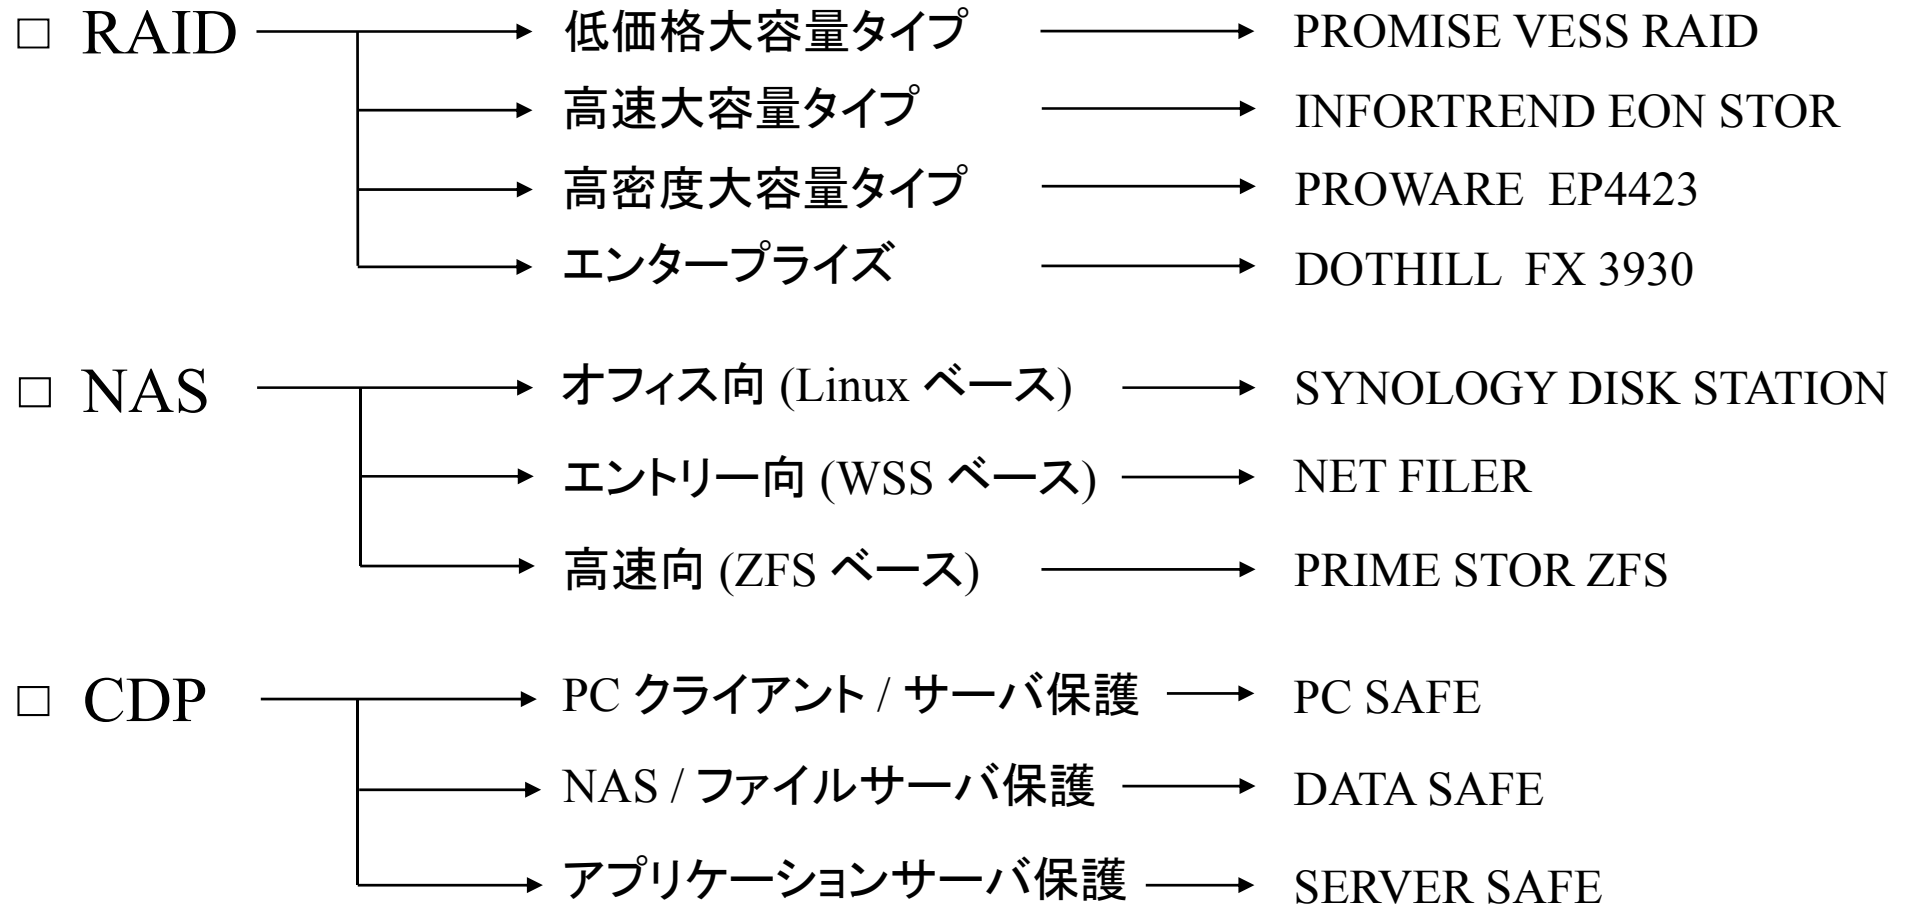 □ RAID 低価格大容量タイプ PROMISE VESS RAID
高速大容量タイプ INFORTREND EON STOR
高密度大容量タイプ PROWARE EP4423
エンタープライズ DOTHILL FX 3930
□ NAS オフィス向 (Linux ベース) SYNOLOGY DISK STATION
エントリー向 (WSS ベース) NET FILER
高速向 (ZFS ベース) PRIME STOR ZFS
□ CDP PC クライアント / サーバ保護 PC SAFE
NAS / ファイルサーバ保護 DATA SAFE
アプリケーションサーバ保護 SERVER SAFE